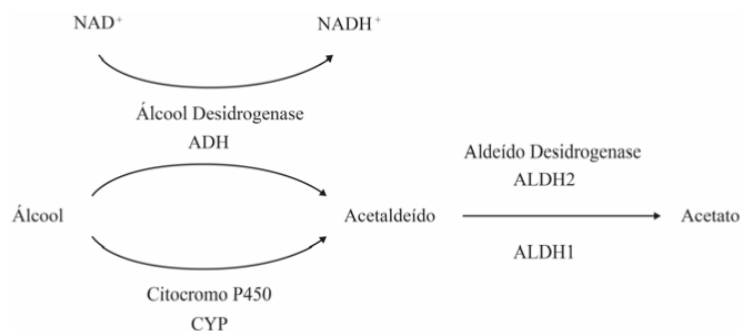 NAD⁺
NADH⁺
Álcool Desidrogenase
ADH
Aldeído Desidrogenase
ALDH2
Álcool
Acetaldeído
Acetato
ALDH1
Citocromo P450
CYP